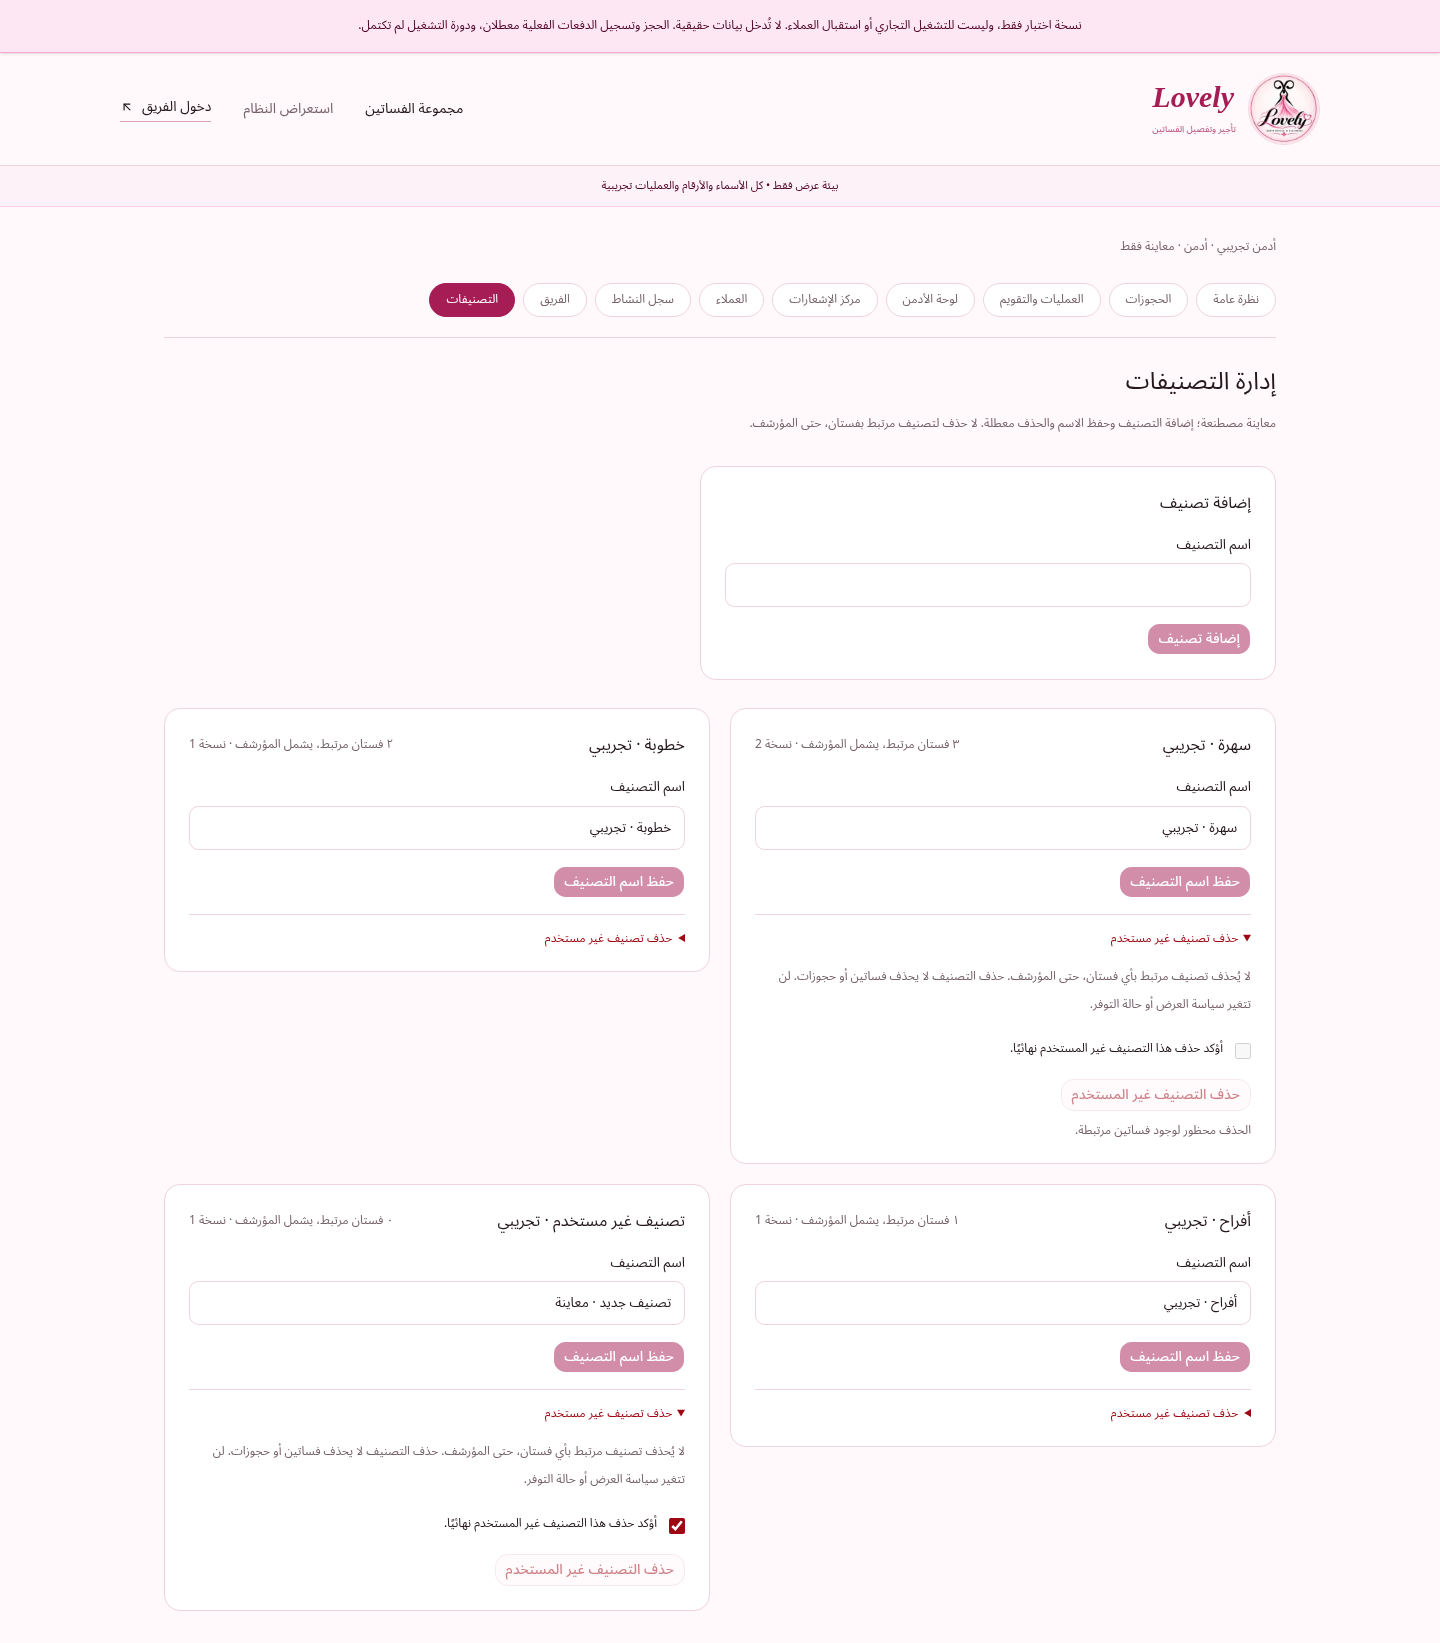 نسخة اختبار فقط، وليست للتشغيل التجاري أو استقبال العملاء. لا تُدخل بيانات حقيقية. الحجز وتسجيل الدفعات الفعلية معطلان، ودورة التشغيل لم تكتمل.
Lovely
Lovely
تأجير وتفصيل الفساتين
مجموعة الفساتين
استعراض النظام
دخول الفريق
بيئة عرض فقط • كل الأسماء والأرقام والعمليات تجريبية
أدمن تجريبي · أدمن · معاينة فقط
نظرة عامة
الحجوزات
العمليات والتقويم
لوحة الأدمن
مركز الإشعارات
العملاء
سجل النشاط
الفريق
التصنيفات
إدارة التصنيفات
معاينة مصطنعة؛ إضافة التصنيف وحفظ الاسم والحذف معطلة. لا حذف لتصنيف مرتبط بفستان، حتى المؤرشف.
إضافة تصنيف
اسم التصنيف
إضافة تصنيف
سهرة · تجريبي
٣ فستان مرتبط، يشمل المؤرشف · نسخة 2
اسم التصنيف
سهرة · تجريبي
حفظ اسم التصنيف
حذف تصنيف غير مستخدم
لا يُحذف تصنيف مرتبط بأي فستان، حتى المؤرشف. حذف التصنيف لا يحذف فساتين أو حجوزات. لن
تتغير سياسة العرض أو حالة التوفر.
أؤكد حذف هذا التصنيف غير المستخدم نهائيًا.
حذف التصنيف غير المستخدم
الحذف محظور لوجود فساتين مرتبطة.
خطوبة · تجريبي
٢ فستان مرتبط، يشمل المؤرشف · نسخة 1
اسم التصنيف
خطوبة · تجريبي
حفظ اسم التصنيف
حذف تصنيف غير مستخدم
أفراح · تجريبي
١ فستان مرتبط، يشمل المؤرشف · نسخة 1
اسم التصنيف
أفراح · تجريبي
حفظ اسم التصنيف
حذف تصنيف غير مستخدم
تصنيف غير مستخدم · تجريبي
٠ فستان مرتبط، يشمل المؤرشف · نسخة 1
اسم التصنيف
تصنيف جديد · معاينة
حفظ اسم التصنيف
حذف تصنيف غير مستخدم
لا يُحذف تصنيف مرتبط بأي فستان، حتى المؤرشف. حذف التصنيف لا يحذف فساتين أو حجوزات. لن
تتغير سياسة العرض أو حالة التوفر.
أؤكد حذف هذا التصنيف غير المستخدم نهائيًا.
حذف التصنيف غير المستخدم